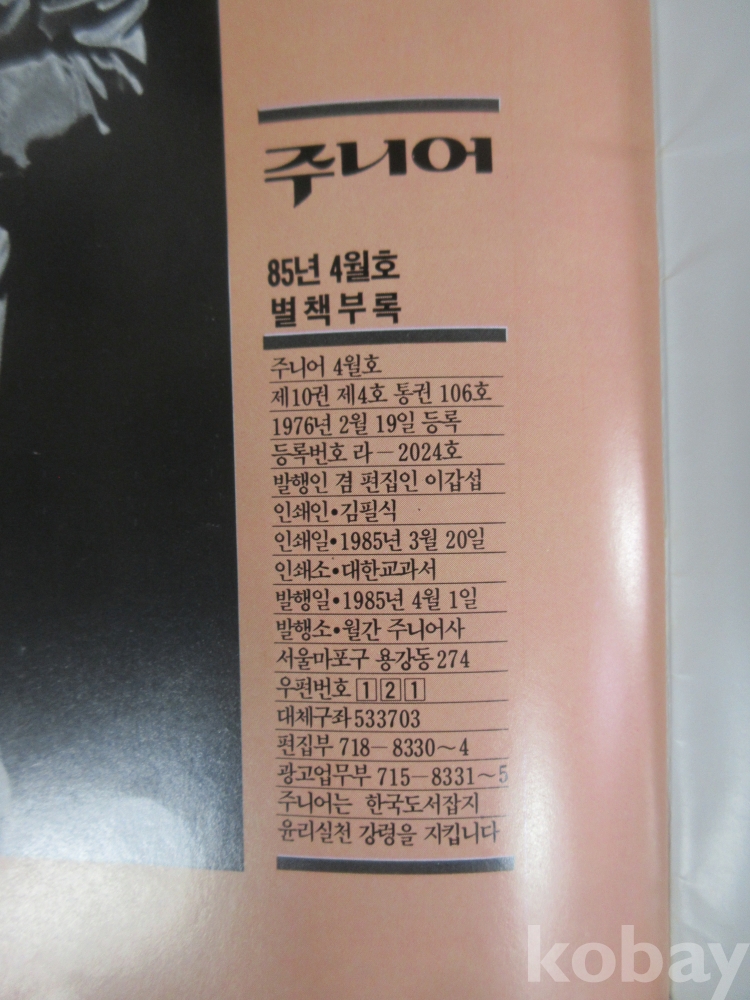 주니어
85년 4월호
별책부록
주니어 4월호
제10권 제4호 통권 106호
1976년 2월 19일 등록
등록번호 라-2024호
발행인 겸 편집인 이갑섭
인쇄인•김필식
인쇄일•1985년 3월 20일
인쇄소•대한교과서
발행일•1985년 4월 1일
발행소•월간 주니어사
서울마포구 용강동274
우편번호 1 2 1
대체구좌533703
편집부 718-8330~4
광고업무부 715-8331~5
주니어는 한국도서잡지
윤리실천 강령을 지킵니다
kobay